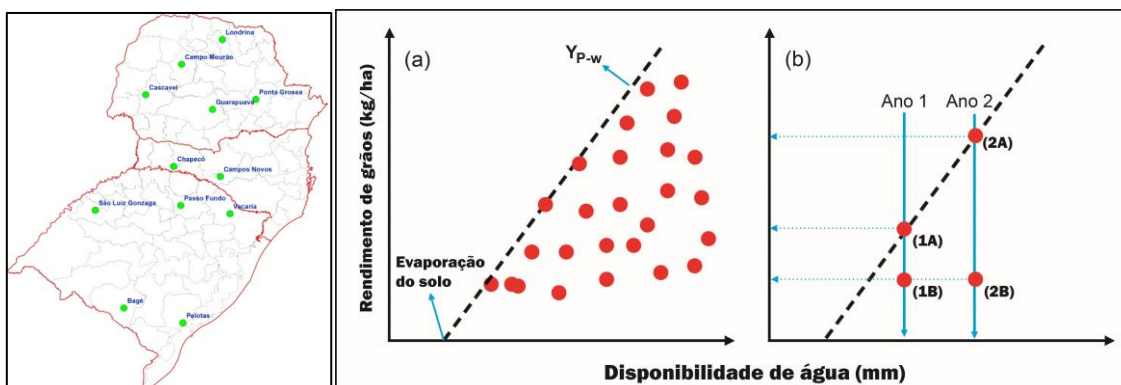 Londrina
Campo Mourão
Cascavel
Ponta Grossa
Guarapuava
Chapecó
Campos Novos
São Luiz Gonzaga
Passo Fundo
Vacaria
Bagé
Pelotas
Rendimento de grãos (kg/ha)
(a)
YP-w
Evaporação
do solo
(b)
Ano 1
Ano 2
(2A)
(1A)
(1B)
(2B)
Disponibilidade de água (mm)